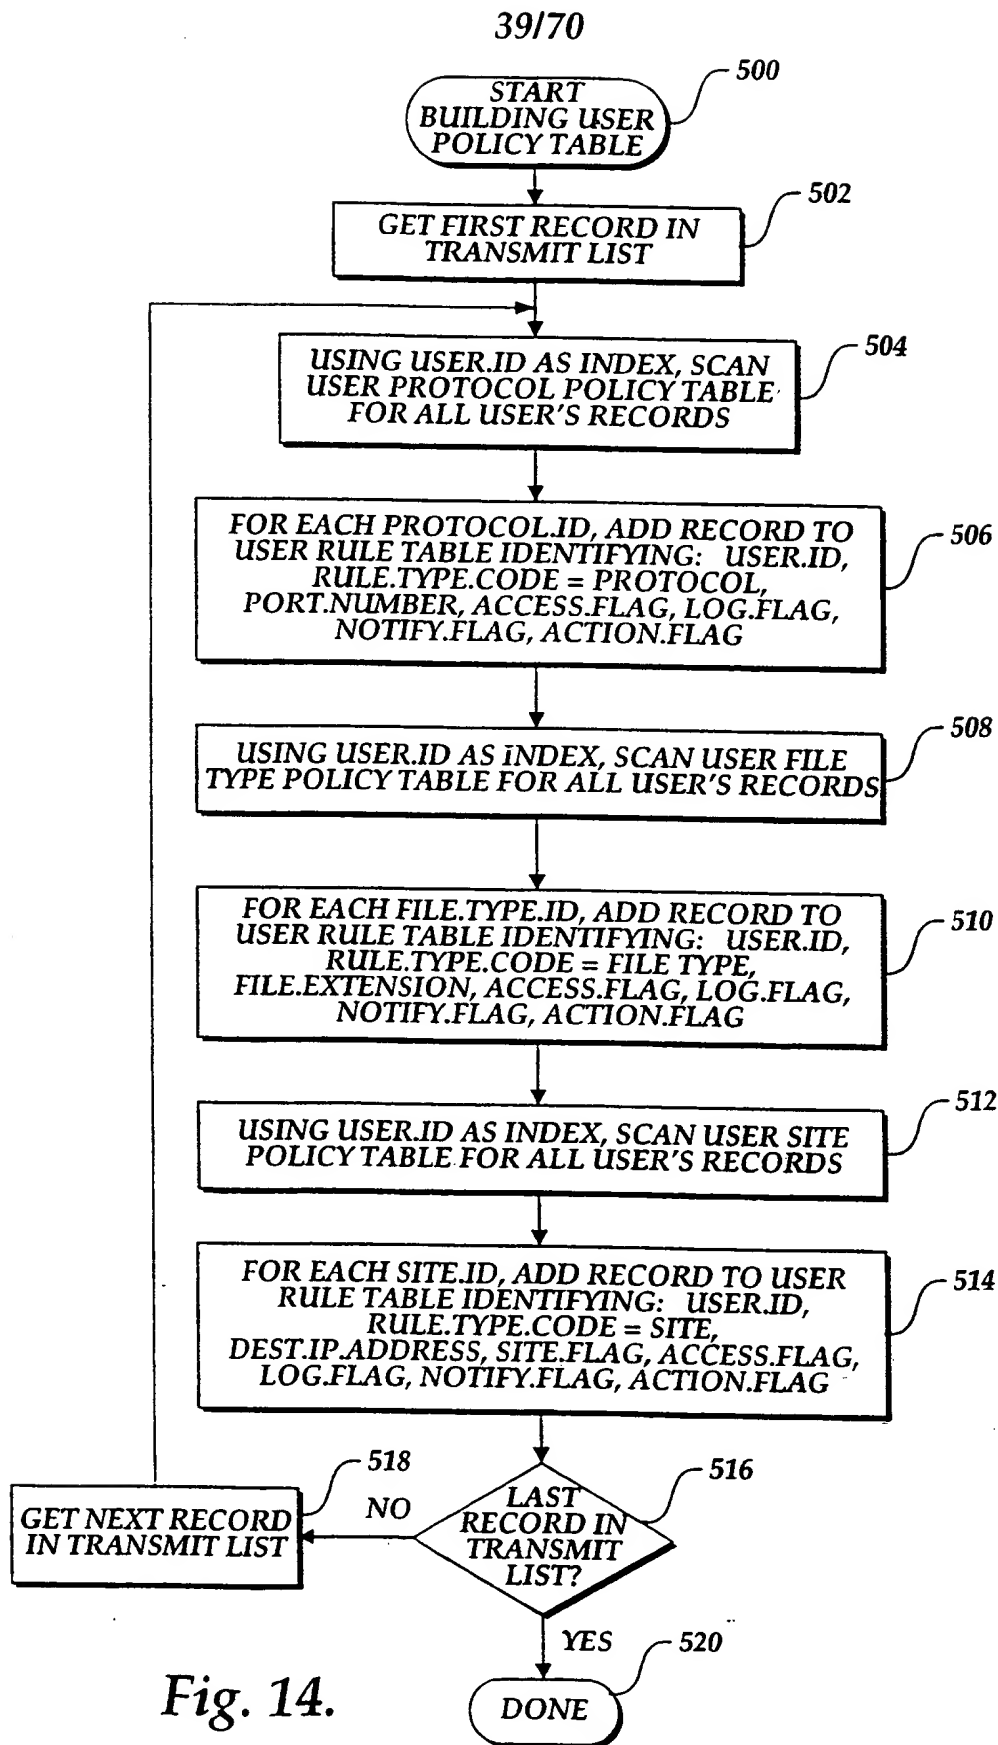 39/70
500
START
BUILDING USER
POLICY TABLE
502
GET FIRST RECORD IN
TRANSMIT LIST
504
USING USER.ID AS INDEX, SCAN
USER PROTOCOL POLICY TABLE
FOR ALL USER'S RECORDS
506
FOR EACH PROTOCOL.ID, ADD RECORD TO
USER RULE TABLE IDENTIFYING: USER.ID,
RULE.TYPE.CODE = PROTOCOL,
PORT.NUMBER, ACCESS.FLAG, LOG.FLAG,
NOTIFY.FLAG, ACTION.FLAG
508
USING USER.ID AS INDEX, SCAN USER FILE
TYPE POLICY TABLE FOR ALL USER'S RECORDS
510
FOR EACH FILE.TYPE.ID, ADD RECORD TO
USER RULE TABLE IDENTIFYING: USER.ID,
RULE.TYPE.CODE = FILE TYPE,
FILE.EXTENSION, ACCESS.FLAG, LOG.FLAG,
NOTIFY.FLAG, ACTION.FLAG
512
USING USER.ID AS INDEX, SCAN USER SITE
POLICY TABLE FOR ALL USER'S RECORDS
514
FOR EACH SITE.ID, ADD RECORD TO USER
RULE TABLE IDENTIFYING: USER.ID,
RULE.TYPE.CODE = SITE,
DEST.IP.ADDRESS, SITE.FLAG, ACCESS.FLAG,
LOG.FLAG, NOTIFY.FLAG, ACTION.FLAG
516
LAST
RECORD IN
TRANSMIT
LIST?
NO
518
GET NEXT RECORD
IN TRANSMIT LIST
YES
520
DONE
Fig. 14.